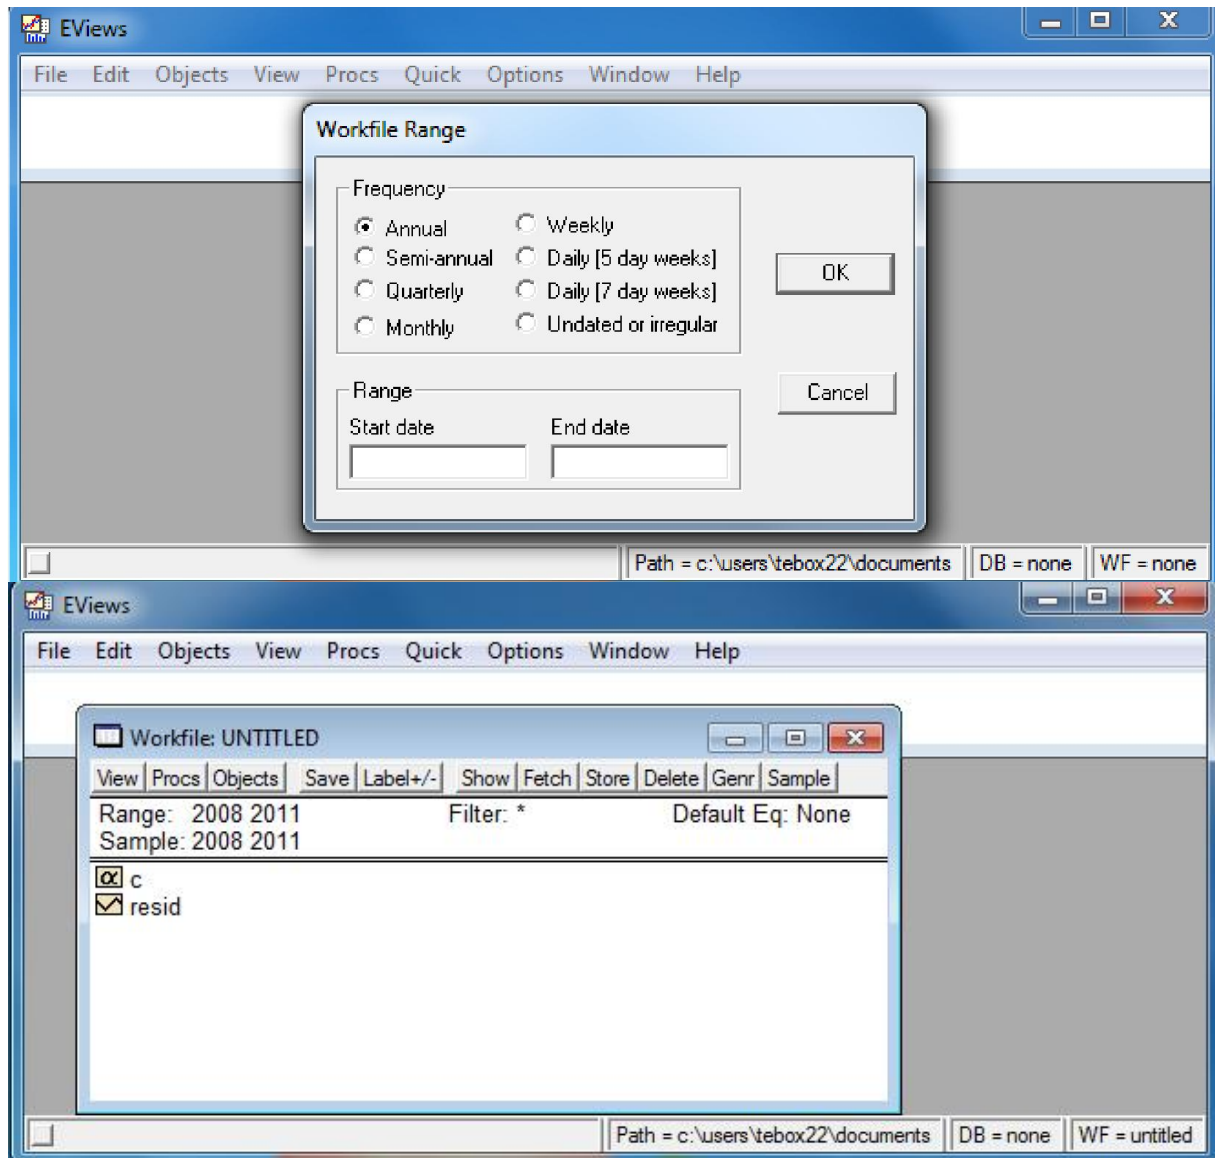 EViews
File Edit Objects View Procs Quick Options Window Help
Workfile Range
Frequency
Annual Weekly
Semi-annual Daily [5 day weeks]
Quarterly Daily [7 day weeks]
Monthly Undated or irregular
OK
Range
Start date End date
Cancel
Path = c:\users\tebox22\documents DB = none WF = none
EViews
File Edit Objects View Procs Quick Options Window Help
Workfile: UNTITLED
View Procs Objects Save Label+/- Show Fetch Store Delete Genr Sample
Range: 2008 2011 Filter: * Default Eq: None
Sample: 2008 2011
α c
resid
Path = c:\users\tebox22\documents DB = none WF = untitled